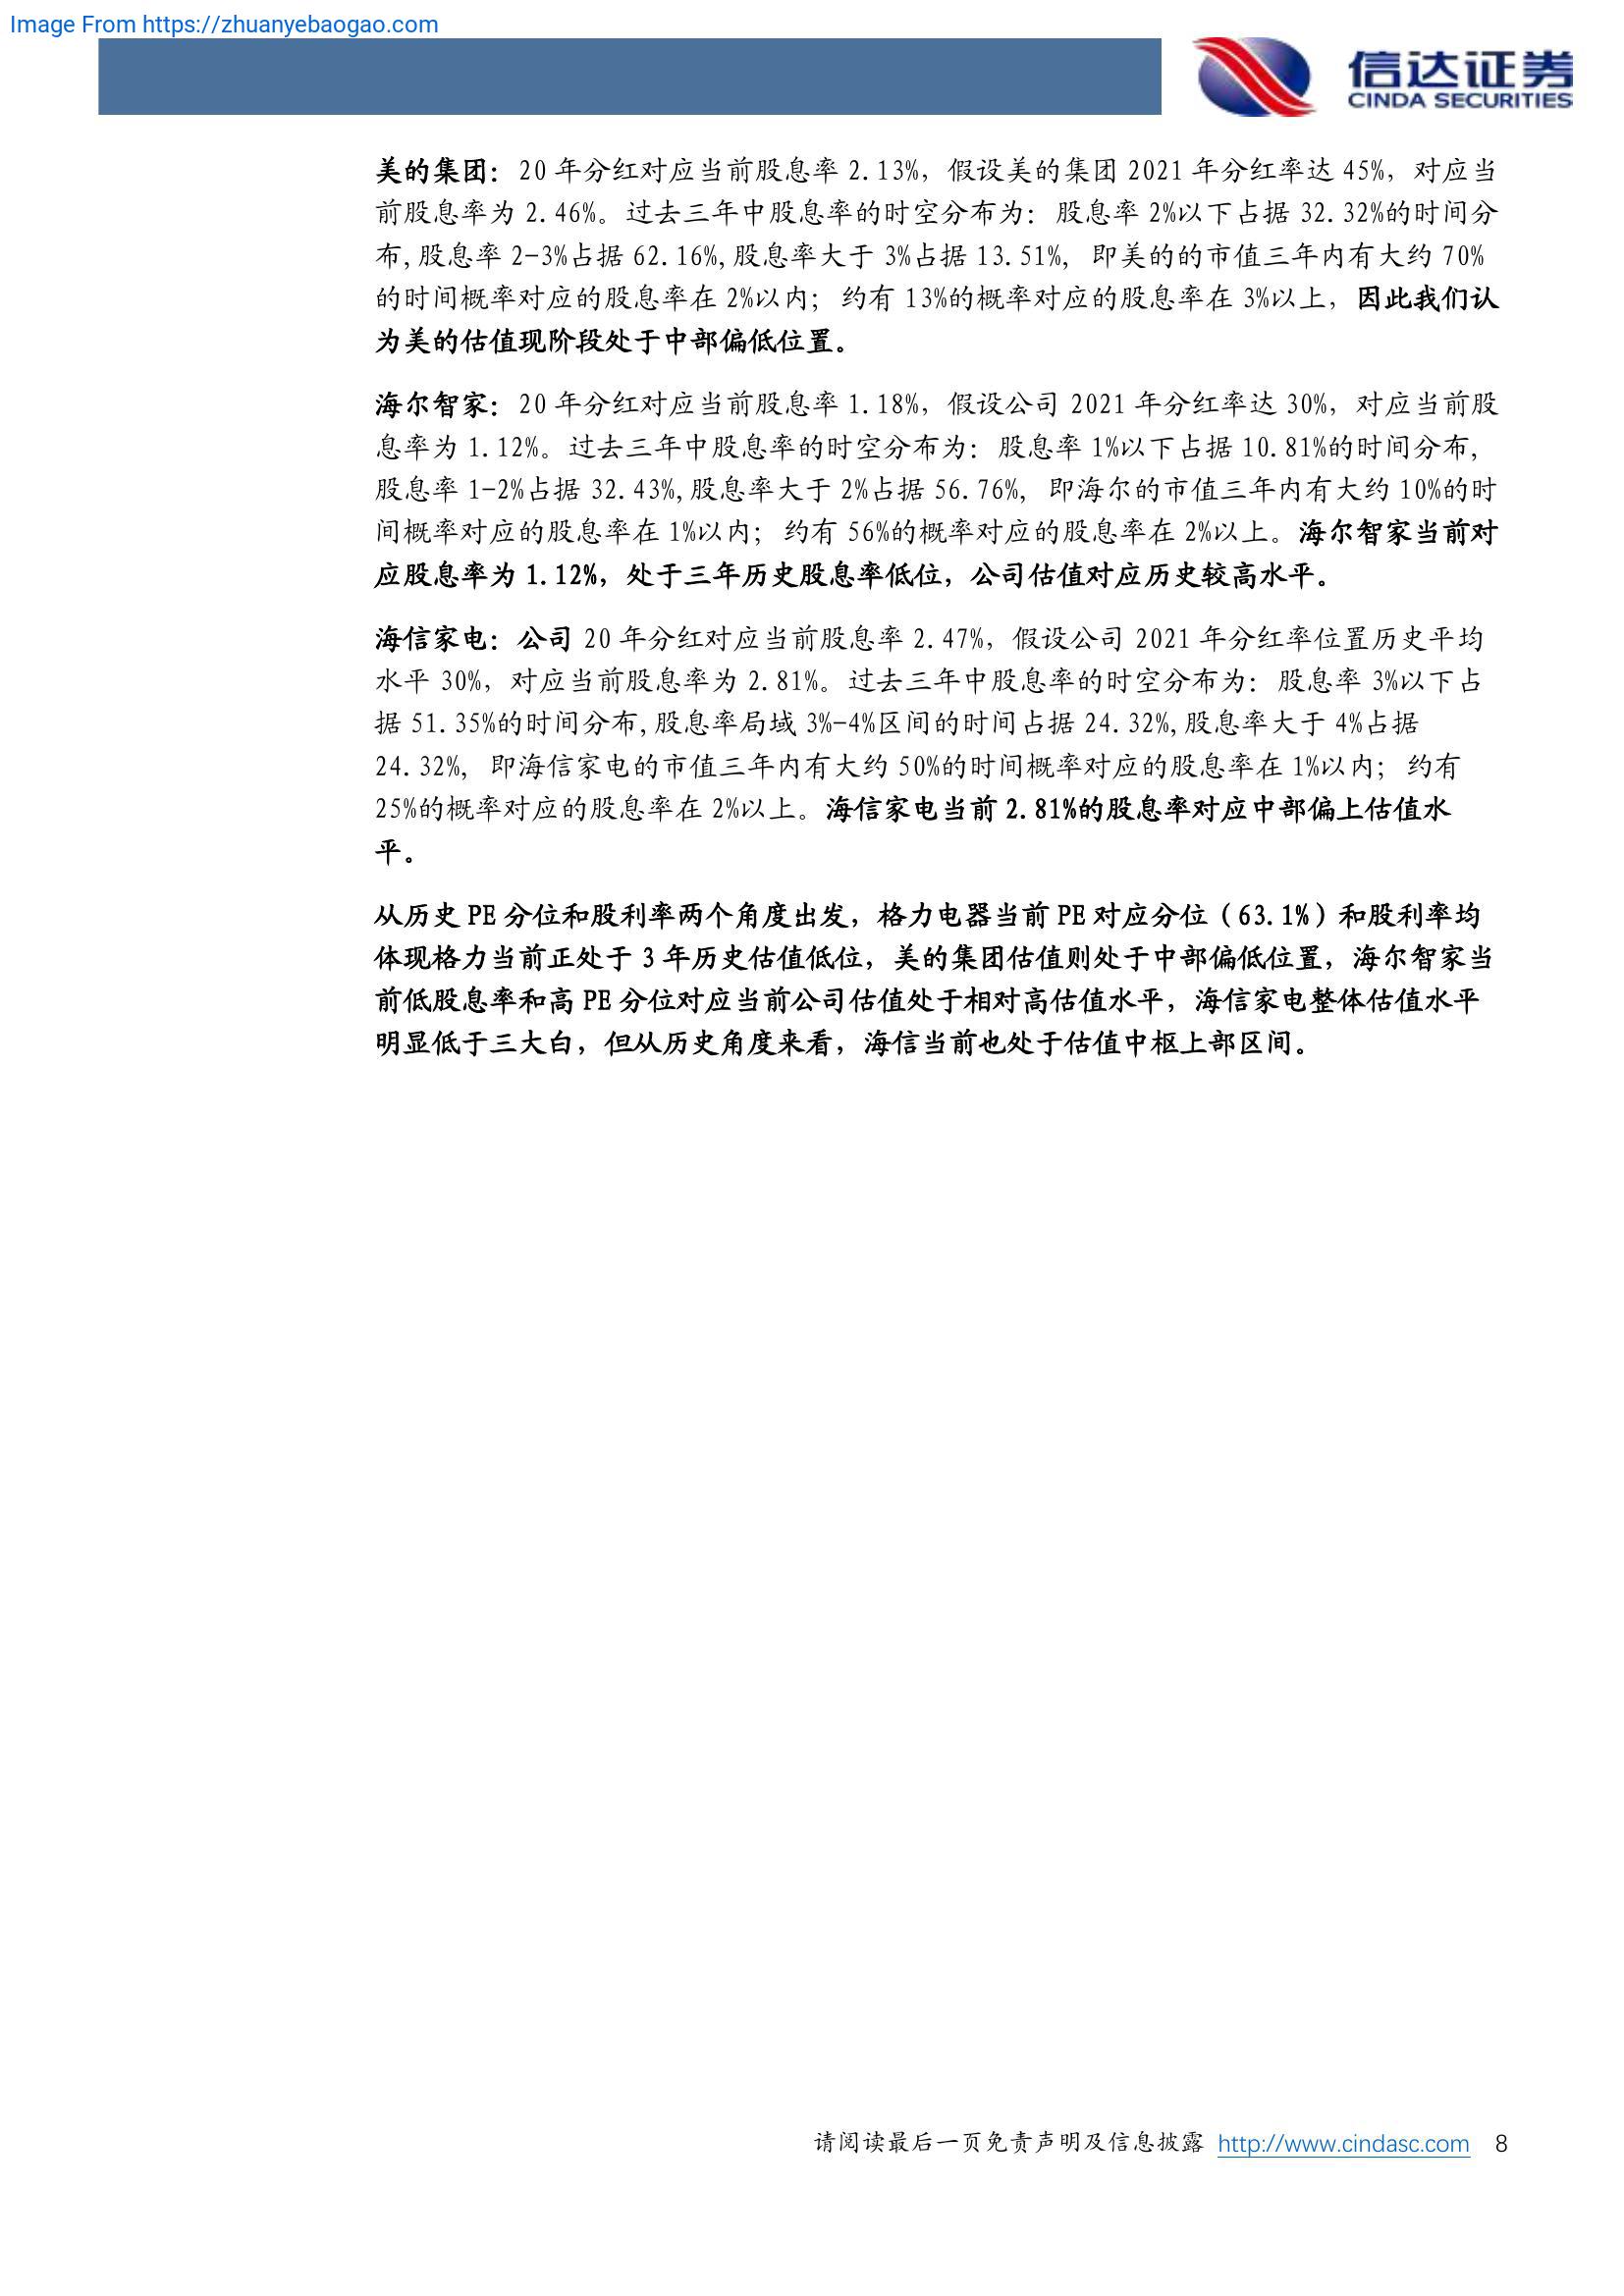 Image From https://zhuanyebaogao.com
信达证券
CINDA SECURITIES
美的集团：20 年分红对应当前股息率 2.13%，假设美的集团 2021 年分红率达 45%，对应当
前股息率为 2.46%。过去三年中股息率的时空分布为：股息率 2%以下占据 32.32%的时间分
布,股息率 2-3%占据 62.16%,股息率大于 3%占据 13.51%，即美的的市值三年内有大约 70%
的时间概率对应的股息率在 2%以内；约有 13%的概率对应的股息率在 3%以上，因此我们认
为美的估值现阶段处于中部偏低位置。
海尔智家：20 年分红对应当前股息率 1.18%，假设公司 2021 年分红率达 30%，对应当前股
息率为 1.12%。过去三年中股息率的时空分布为：股息率 1%以下占据 10.81%的时间分布,
股息率 1-2%占据 32.43%,股息率大于 2%占据 56.76%，即海尔的市值三年内有大约 10%的时
间概率对应的股息率在 1%以内；约有 56%的概率对应的股息率在 2%以上。海尔智家当前对
应股息率为 1.12%，处于三年历史股息率低位，公司估值对应历史较高水平。
海信家电：公司 20 年分红对应当前股息率 2.47%，假设公司 2021 年分红率位置历史平均
水平 30%，对应当前股息率为 2.81%。过去三年中股息率的时空分布为：股息率 3%以下占
据 51.35%的时间分布,股息率局域 3%-4%区间的时间占据 24.32%,股息率大于 4%占据
24.32%，即海信家电的市值三年内有大约 50%的时间概率对应的股息率在 1%以内；约有
25%的概率对应的股息率在 2%以上。海信家电当前 2.81%的股息率对应中部偏上估值水
平。
从历史 PE 分位和股利率两个角度出发，格力电器当前 PE 对应分位（63.1%）和股利率均
体现格力当前正处于 3 年历史估值低位，美的集团估值则处于中部偏低位置，海尔智家当
前低股息率和高 PE 分位对应当前公司估值处于相对高估值水平，海信家电整体估值水平
明显低于三大白，但从历史角度来看，海信当前也处于估值中枢上部区间。
请阅读最后一页免责声明及信息披露 http://www.cindasc.com 8